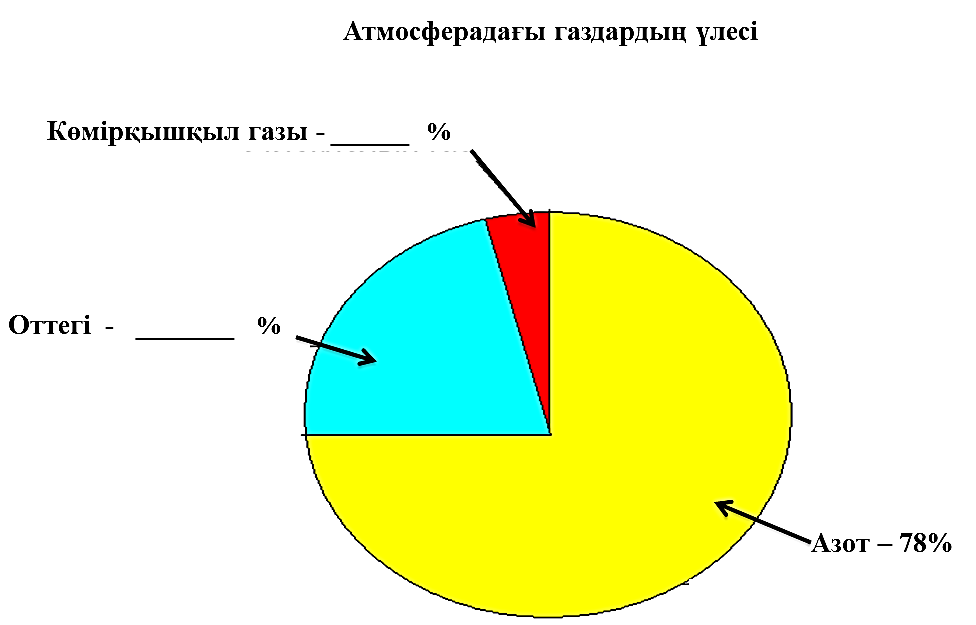 Атмосферадағы газдардың үлесі
Көмірқышқыл газы - ______ %
Оттегі - _______ %
Азот – 78%